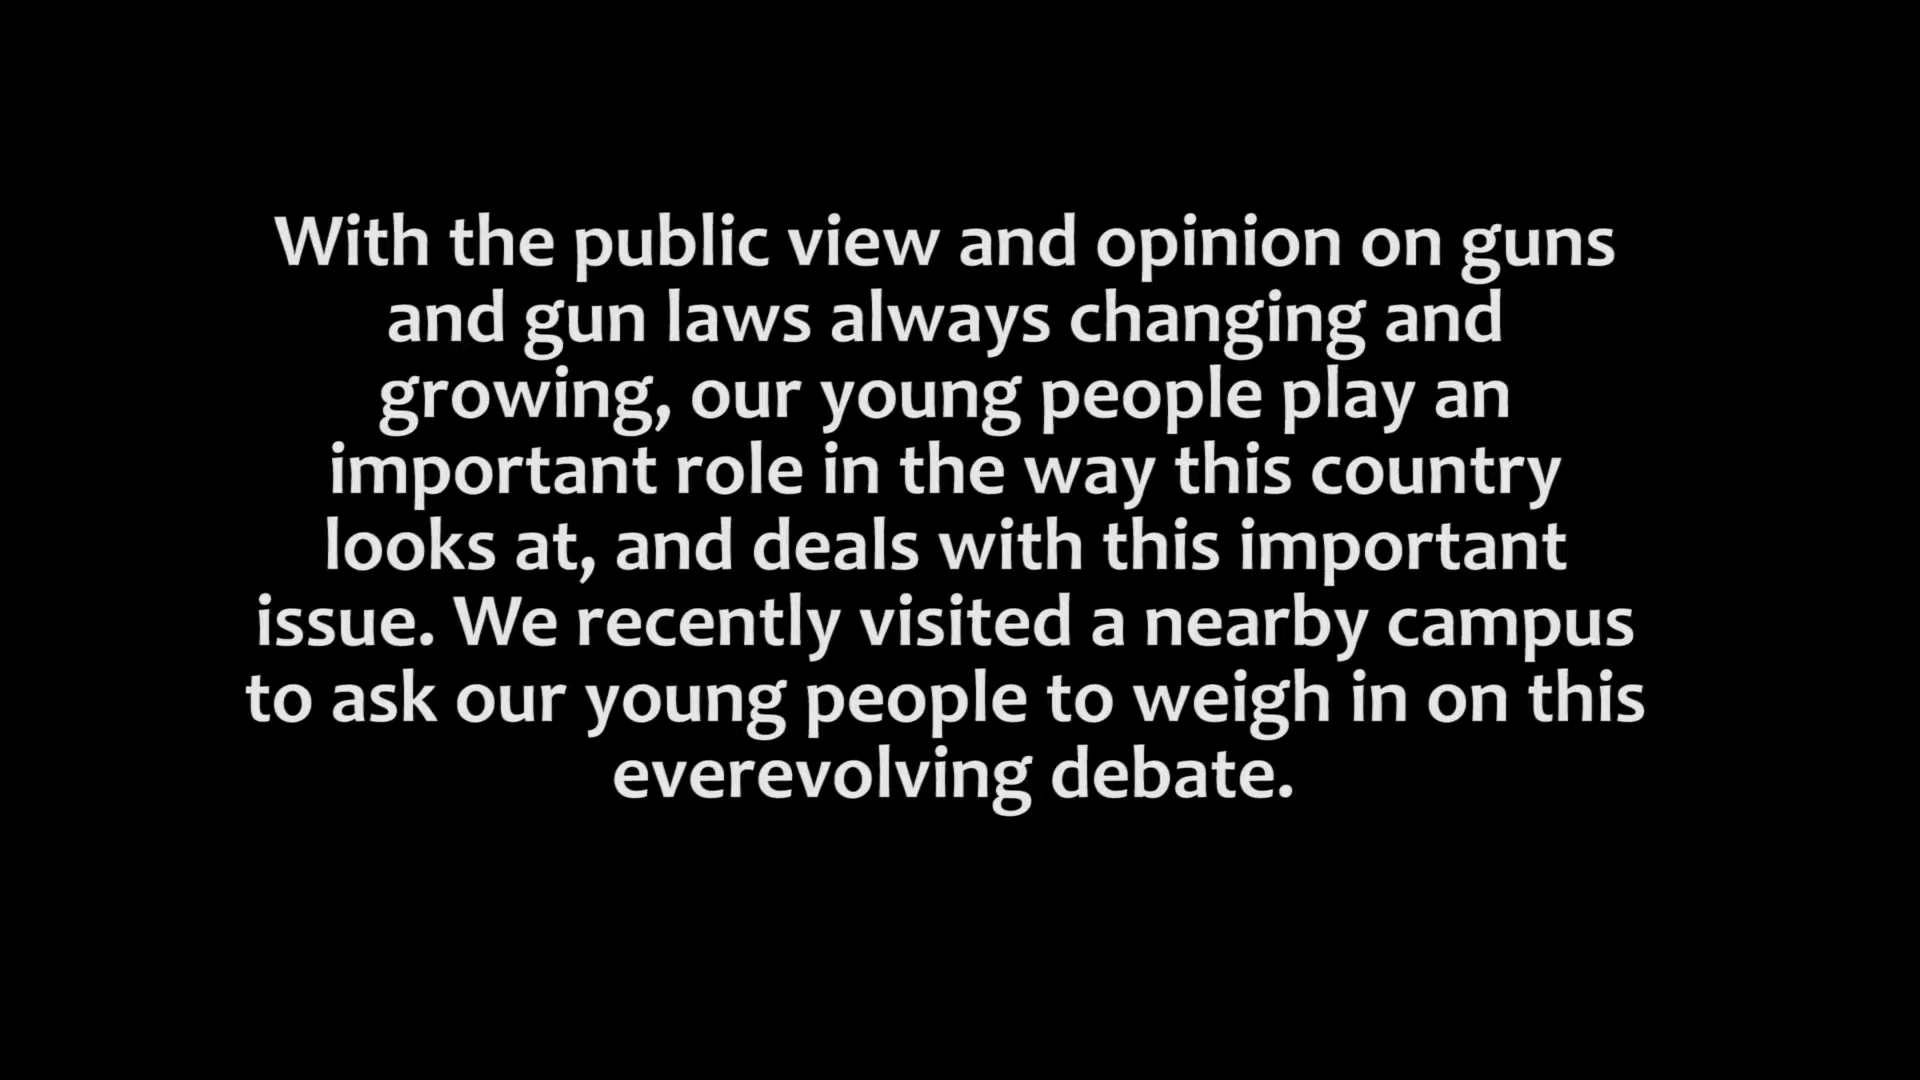 With the public view and opinion on guns
and gun laws always changing and
growing, our young people play an
important role in the way this country
looks at, and deals with this important
issue. We recently visited a nearby campus
to ask our young people to weigh in on this
everevolving debate.